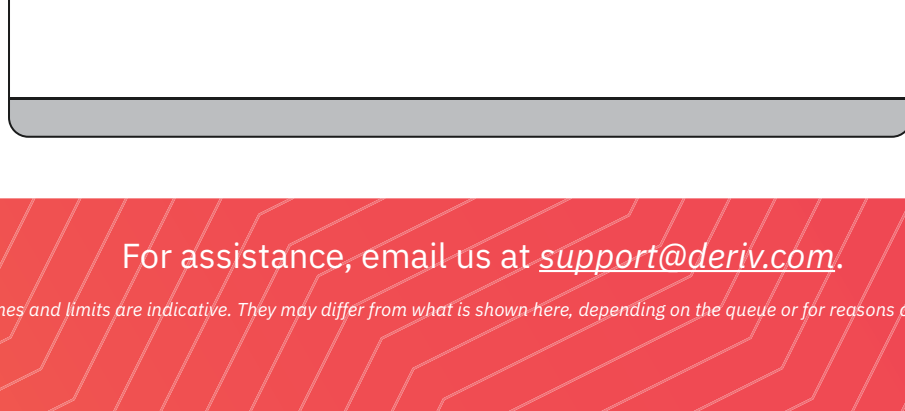 For assistance, email us at support@deriv.com.
and limits are indicative. They may differ from what is shown here, depending on the queue or for reasons